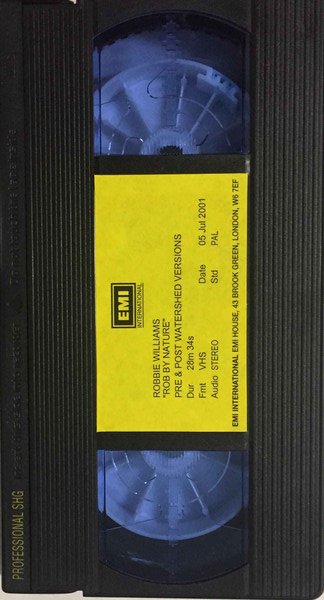 EMI
INTERNATIONAL
ROBBIE WILLIAMS
"ROB BY NATURE"
PRE & POST WATERSHED VERSIONS
Dur 28m 34s
Fmt VHS Date 05 Jul 2001
Audio STEREO Std PAL
EMI INTERNATIONAL EMI HOUSE, 43 BROOK GREEN, LONDON, W6 7EF
PROFESSIONAL SHG